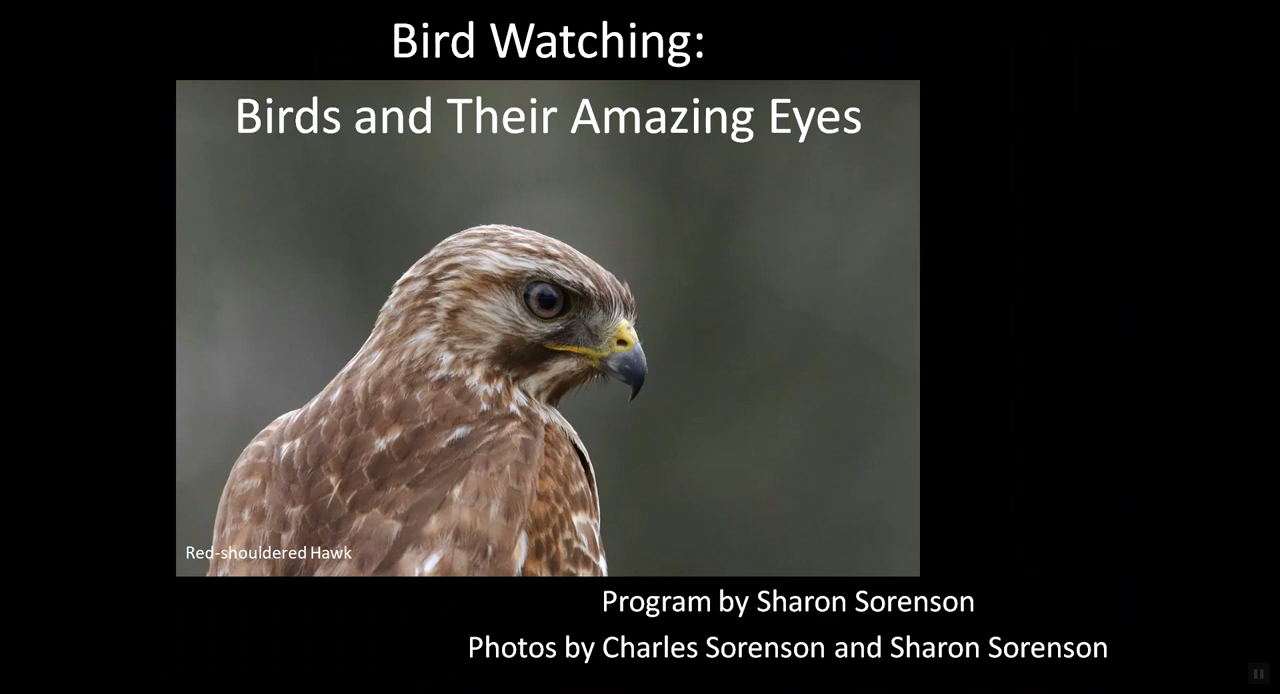 Bird Watching:
Birds and Their Amazing Eyes
Red-shouldered Hawk
Program by Sharon Sorenson
Photos by Charles Sorenson and Sharon Sorenson